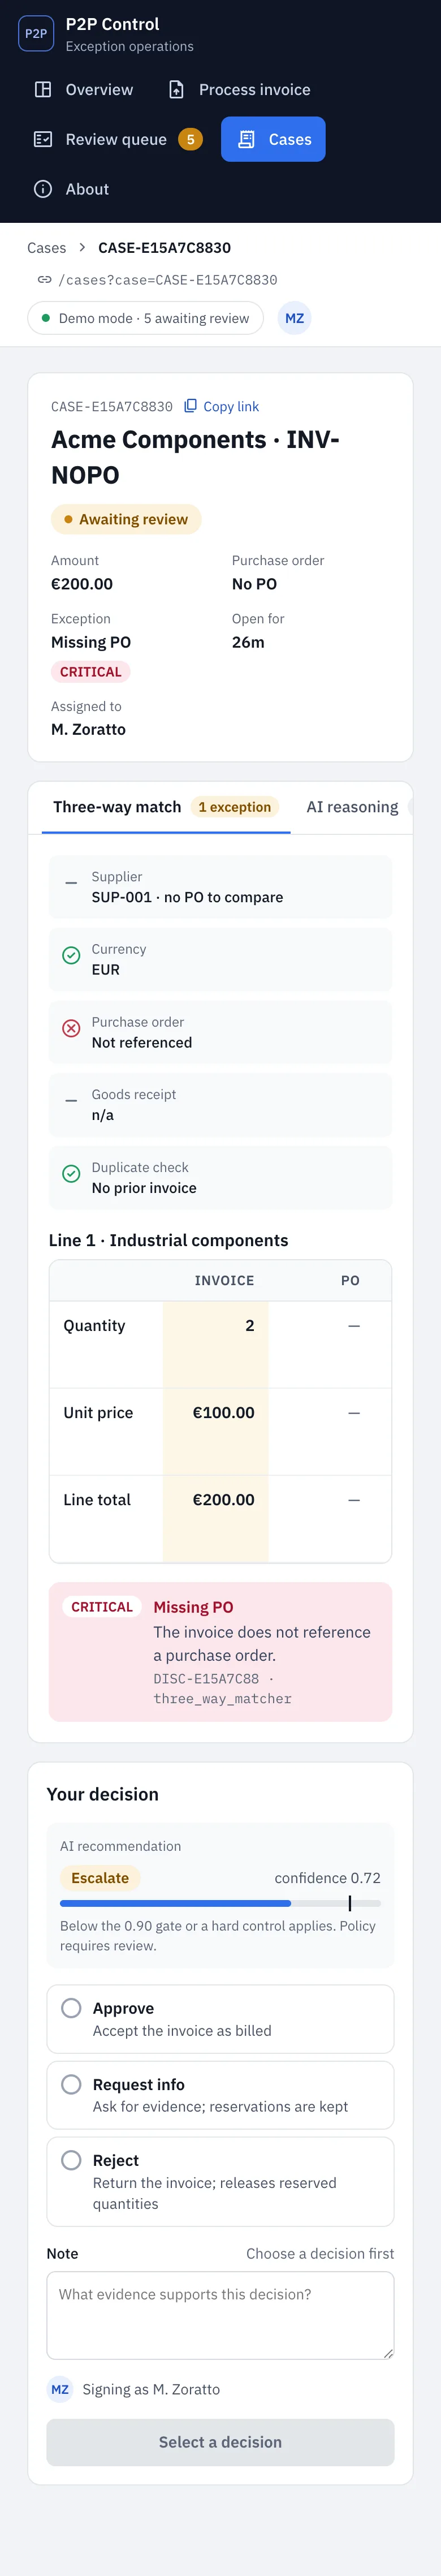 P2P
P2P Control
Exception operations
Overview
Process invoice
Review queue 5
Cases
About
Cases > CASE-E15A7C8830
/cases?case=CASE-E15A7C8830
Demo mode · 5 awaiting review
MZ
CASE-E15A7C8830
Copy link
Acme Components · INV-
NOPO
Awaiting review
Amount
€200.00
Purchase order
No PO
Exception
Missing PO
CRITICAL
Open for
26m
Assigned to
M. Zoratto
Three-way match 1 exception
AI reasoning
Supplier
SUP-001 · no PO to compare
Currency
EUR
Purchase order
Not referenced
Goods receipt
n/a
Duplicate check
No prior invoice
Line 1 · Industrial components
INVOICE PO
Quantity 2 —
Unit price €100.00 —
Line total €200.00 —
CRITICAL
Missing PO
The invoice does not reference
a purchase order.
DISC-E15A7C88 ·
three_way_matcher
Your decision
AI recommendation
Escalate
confidence 0.72
Below the 0.90 gate or a hard control applies. Policy
requires review.
Approve
Accept the invoice as billed
Request info
Ask for evidence; reservations are kept
Reject
Return the invoice; releases reserved
quantities
Note
Choose a decision first
What evidence supports this decision?
MZ
Signing as M. Zoratto
Select a decision